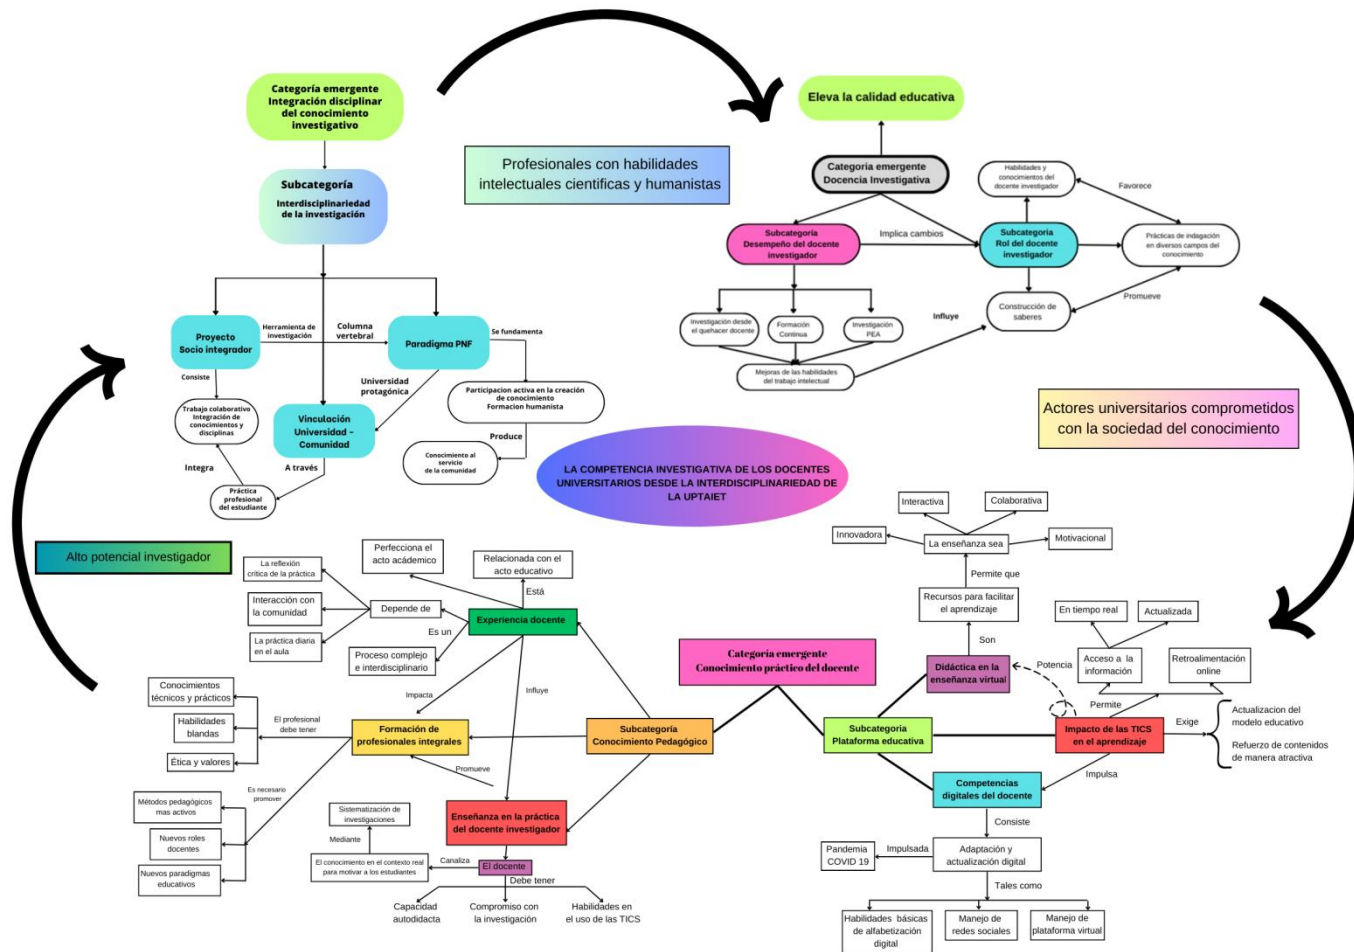 Categoría emergente
Integración disciplinar
del conocimiento
investigativo
Subcategoría
Interdisciplinariedad
de la investigación
Proyecto
Socio integrador
Herramienta de
investigación
Columna
vertebral
Paradigma PNF
Se fundamenta
Consiste
Universidad
protagónica
Trabajo colaborativo
Integración de
conocimientos y
disciplinas
Vinculación
Universidad -
Comunidad
Participacion activa en la creación
de conocimiento
Formacion humanista
Produce
Conocimiento al
servicio
de la comunidad
Integra
A través
Práctica
profesional
del estudiante
Profesionales con habilidades
intelectuales cientificas y humanistas
Eleva la calidad educativa
Categoria emergente
Docencia Investigativa
Habilidades y
conocimientos del
docente investigador
Favorece
Subcategoria
Desempeño del docente
investigador
Implica cambios
Subcategoria
Rol del docente
investigador
Prácticas de indagación
en diversos campos del
conocimiento
Promueve
Construcción de
saberes
Influye
Investigación desde
el quehacer docente
Formación
Continua
Investigación
PEA
Mejoras de las habilidades
del trabajo intelectual
Actores universitarios comprometidos
con la sociedad del conocimiento
LA COMPETENCIA INVESTIGATIVA DE LOS DOCENTES
UNIVERSITARIOS DESDE LA INTERDISCIPLINARIEDAD DE
LA UPTAIET
Alto potencial investigador
Perfecciona el
acto académico
Relacionada con el
acto educativo
La reflexión
crítica de la práctica
Interacción con
la comunidad
La práctica diaria
en el aula
Depende de
Está
Experiencia docente
Es un
Proceso complejo
e interdisciplinario
Impacta
Influye
Conocimientos
técnicos y prácticos
Habilidades
blandas
Ética y valores
El profesional
debe tener
Formación de
profesionales integrales
Subcategoría
Conocimiento Pedagógico
Promueve
Es necesario
promover
Métodos pedagógicos
mas activos
Nuevos roles
docentes
Nuevos paradigmas
educativos
Sistematización de
investigaciones
Mediante
Enseñanza en la práctica
del docente investigador
El conocimiento en el contexto real
para motivar a los estudiantes
Canaliza
El docente
Debe tener
Capacidad
autodidacta
Compromiso con
la investigación
Habilidades en
el uso de las TICS
Categoría emergente
Conocimiento práctico del docente
Interactiva
Colaborativa
Innovadora
La enseñanza sea
Motivacional
Permite que
Recursos para facilitar
el aprendizaje
Son
Didáctica en la
enseñanza virtual
Potencia
En tiempo real
Actualizada
Acceso a la
información
Retroalimentación
online
Permite
Subcategoria
Plataforma educativa
Impacto de las TICS
en el aprendizaje
Exige
Actualizacion del
modelo educativo
Refuerzo de contenidos
de manera atractiva
Impulsa
Competencias
digitales del docente
Consiste
Pandemia
COVID 19
Impulsada
Adaptación y
actualización digital
Tales como
Habilidades básicas
de alfabetización
digital
Manejo de
redes sociales
Manejo de
plataforma virtual